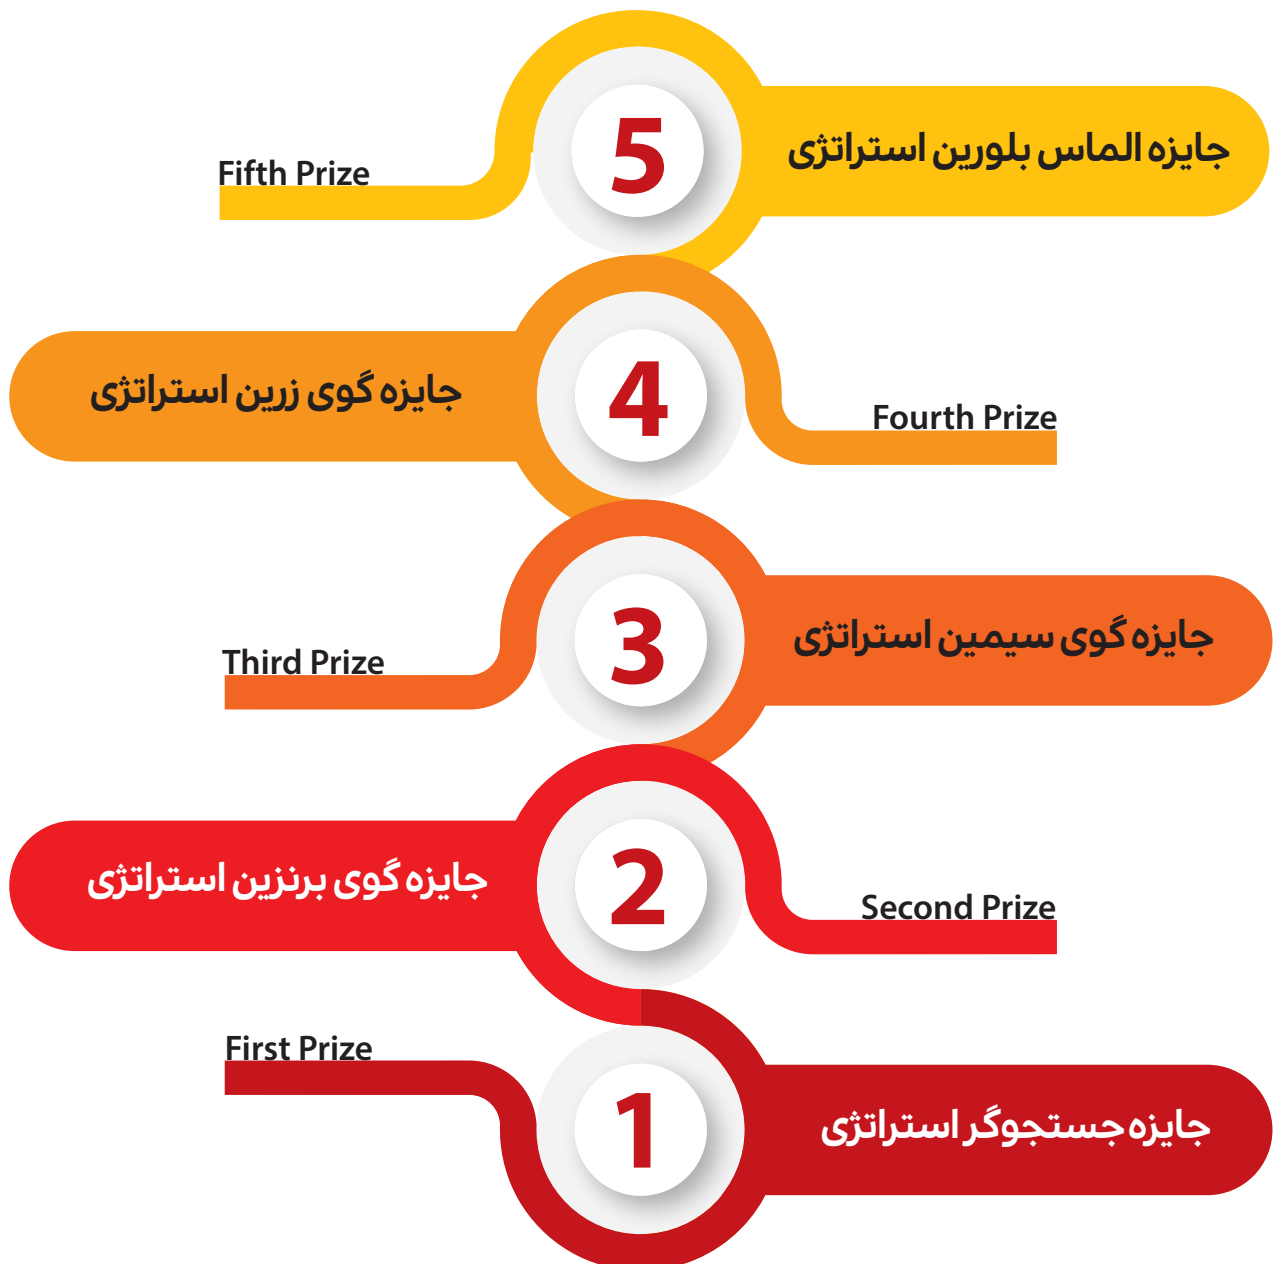 5
جایزه الماس بلورین استراتژی
Fifth Prize
4
جایزه گوی زرین استراتژی
Fourth Prize
3
جایزه گوی سیمین استراتژی
Third Prize
2
جایزه گوی برنزین استراتژی
Second Prize
First Prize
1
جایزه جستجوگر استراتژی